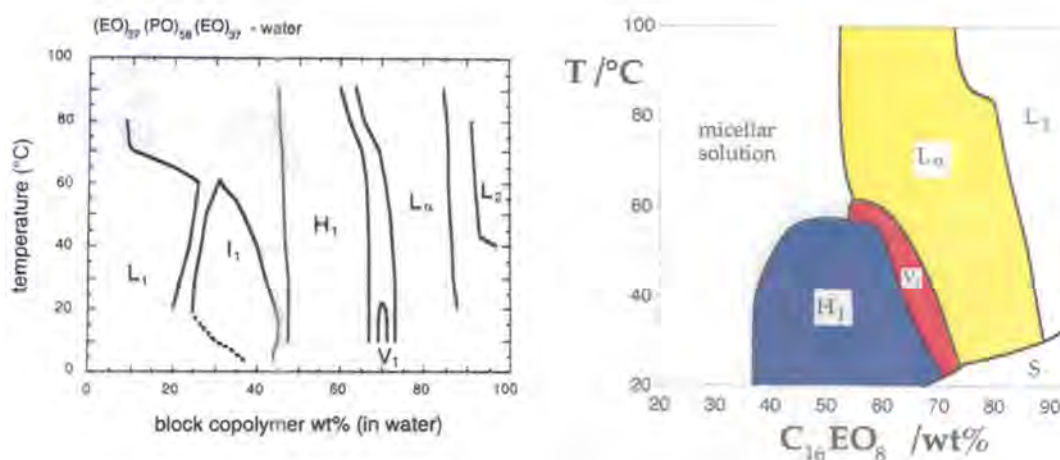 (EO)₃₇(PO)₅₈(EO)₃₇ - water
100
80
60
40
20
0
temperature (°C)
L₁
I₁
H₁
V₁
Lα
L₂
0 20 40 60 80 100
block copolymer wt% (in water)
100
T /°C
80
60
40
20
micellar
solution
Lα
H₁
V₁
S
20 30 40 50 60 70 80 90
C₁₆EO₈ /wt%